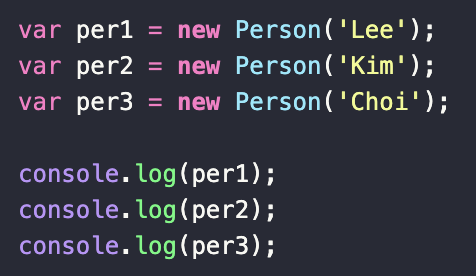 var per1 = new Person('Lee');
var per2 = new Person('Kim');
var per3 = new Person('Choi');

console.log(per1);
console.log(per2);
console.log(per3);